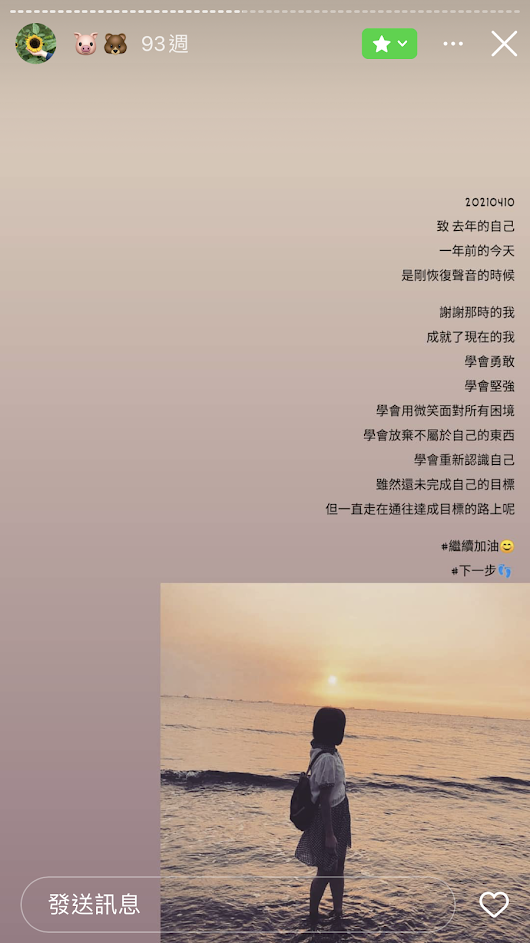 🐷🐻 93週
20210410
致 去年的自己
一年前的今天
是剛恢復聲音的時候
謝謝那時的我
成就了現在的我
學會勇敢
學會堅強
學會用微笑面對所有困境
學會放棄不屬於自己的東西
學會重新認識自己
雖然還未完成自己的目標
但一直走在通往達成目標的路上呢
#繼續加油😊
#下一步👣
發送訊息